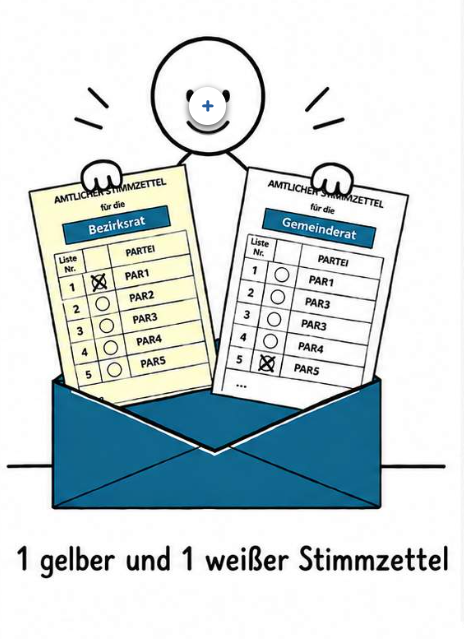 AMTLICHER STIMMZETTEL
für die
Bezirksrat
Liste Nr. PARTEI
1 PAR1
2 PAR2
3 PAR3
4 PAR4
5 PAR5
AMTLICHER STIMMZETTEL
für die
Gemeinderat
Liste Nr. PARTEI
1 PAR1
2 PAR3
3 PAR3
4 PAR4
5 PAR5
...
1 gelber und 1 weißer Stimmzettel